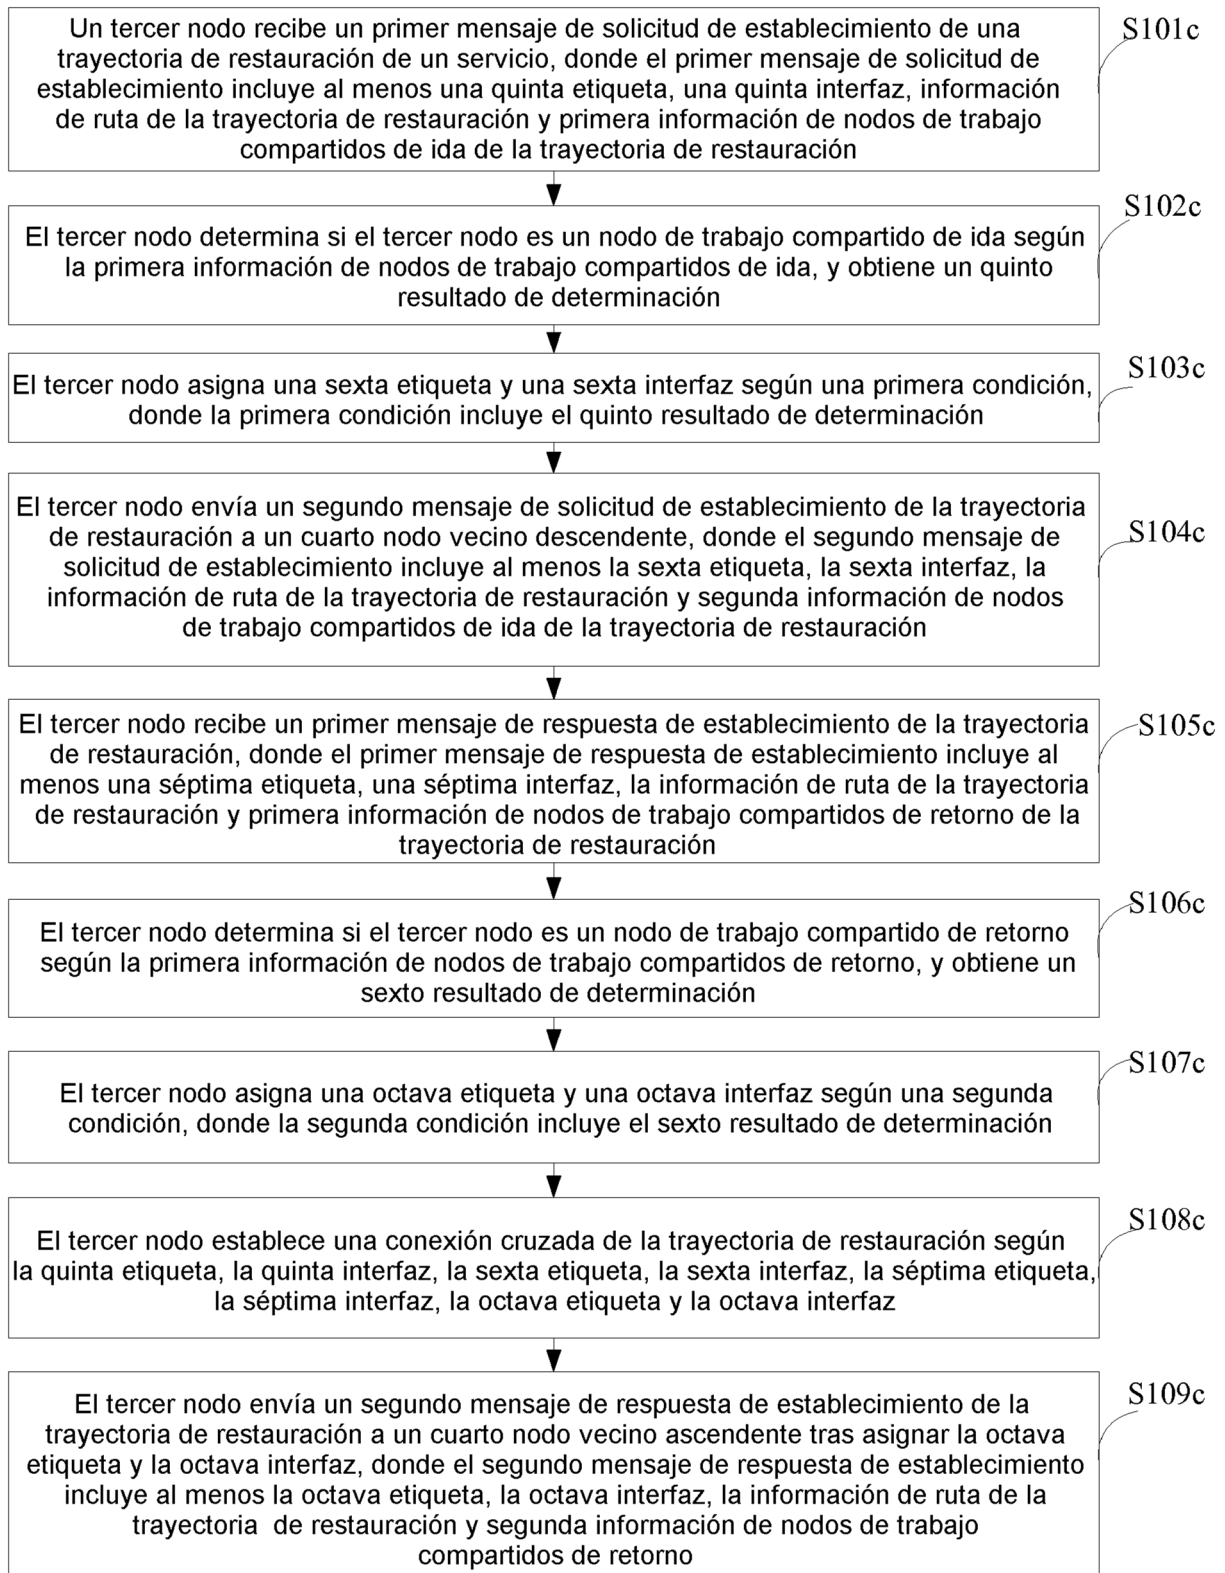 Un tercer nodo recibe un primer mensaje de solicitud de establecimiento de una
trayectoria de restauración de un servicio, donde el primer mensaje de solicitud de
establecimiento incluye al menos una quinta etiqueta, una quinta interfaz, información
de ruta de la trayectoria de restauración y primera información de nodos de trabajo
compartidos de ida de la trayectoria de restauración
S101c
El tercer nodo determina si el tercer nodo es un nodo de trabajo compartido de ida según
la primera información de nodos de trabajo compartidos de ida, y obtiene un quinto
resultado de determinación
S102c
El tercer nodo asigna una sexta etiqueta y una sexta interfaz según una primera condición,
donde la primera condición incluye el quinto resultado de determinación
S103c
El tercer nodo envía un segundo mensaje de solicitud de establecimiento de la trayectoria
de restauración a un cuarto nodo vecino descendente, donde el segundo mensaje de
solicitud de establecimiento incluye al menos la sexta etiqueta, la sexta interfaz, la
información de ruta de la trayectoria de restauración y segunda información de nodos
de trabajo compartidos de ida de la trayectoria de restauración
S104c
El tercer nodo recibe un primer mensaje de respuesta de establecimiento de la trayectoria
de restauración, donde el primer mensaje de respuesta de establecimiento incluye al
menos una séptima etiqueta, una séptima interfaz, la información de ruta de la trayectoria
de restauración y primera información de nodos de trabajo compartidos de retorno de la
trayectoria de restauración
S105c
El tercer nodo determina si el tercer nodo es un nodo de trabajo compartido de retorno
según la primera información de nodos de trabajo compartidos de retorno, y obtiene un
sexto resultado de determinación
S106c
El tercer nodo asigna una octava etiqueta y una octava interfaz según una segunda
condición, donde la segunda condición incluye el sexto resultado de determinación
S107c
El tercer nodo establece una conexión cruzada de la trayectoria de restauración según
la quinta etiqueta, la quinta interfaz, la sexta etiqueta, la sexta interfaz, la séptima etiqueta,
la séptima interfaz, la octava etiqueta y la octava interfaz
S108c
El tercer nodo envía un segundo mensaje de respuesta de establecimiento de la
trayectoria de restauración a un cuarto nodo vecino ascendente tras asignar la octava
etiqueta y la octava interfaz, donde el segundo mensaje de respuesta de establecimiento
incluye al menos la octava etiqueta, la octava interfaz, la información de ruta de la
trayectoria de restauración y segunda información de nodos de trabajo
compartidos de retorno
S109c